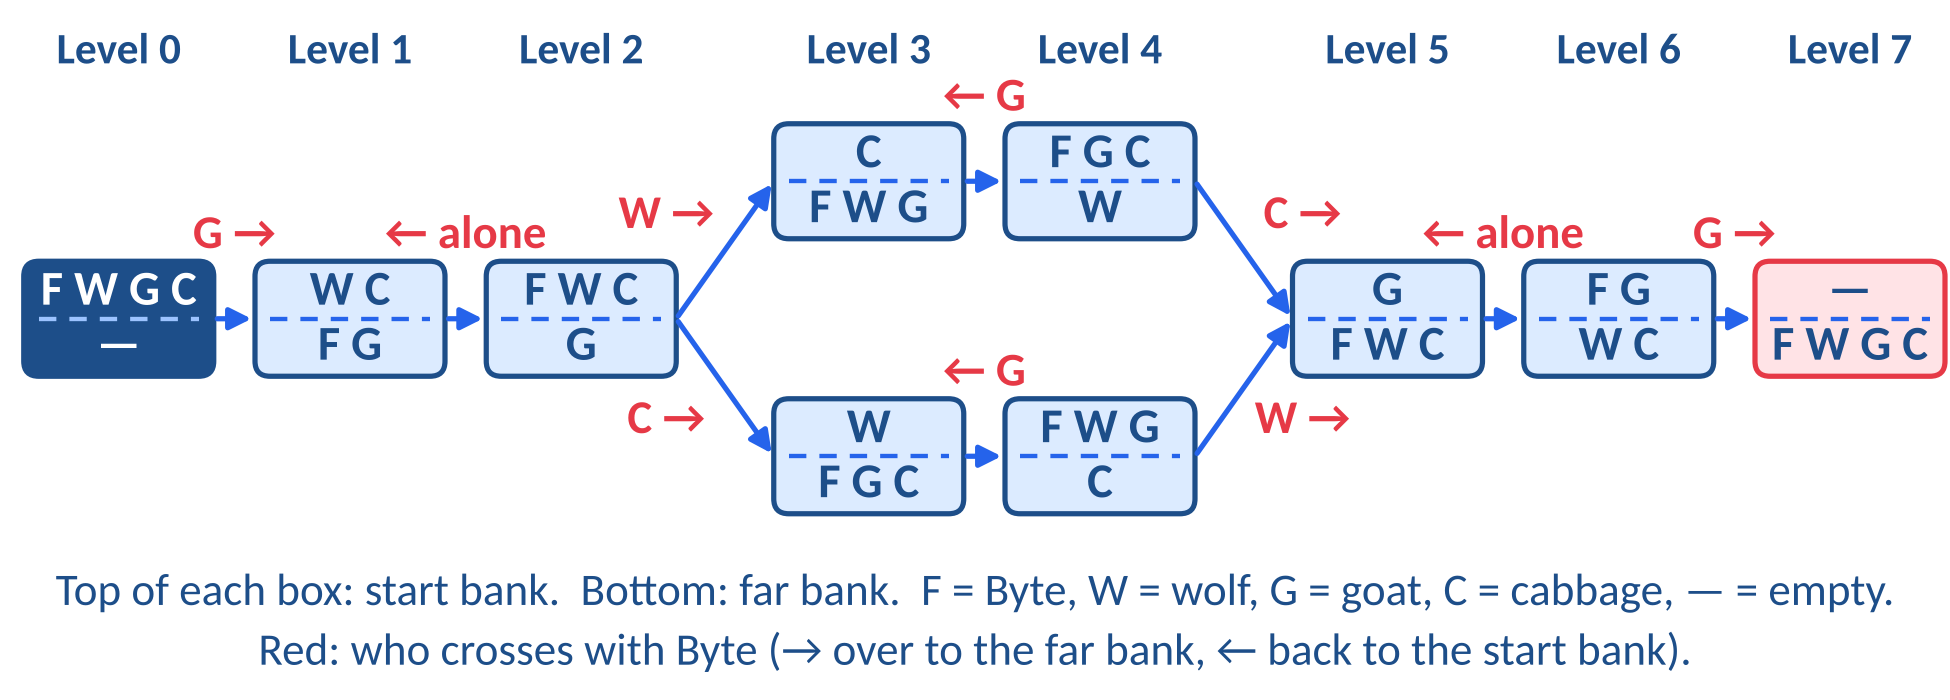 Level 0 Level 1 Level 2 Level 3 Level 4 Level 5 Level 6 Level 7
← G
C
F W G
F G C
W
W →
C →
G →
← alone
← alone
G →
F W G C
—
W C
F G
F W C
G
G
F W C
F G
W C
—
F W G C
← G
C →
W →
W
F G C
F W G
C
Top of each box: start bank. Bottom: far bank. F = Byte, W = wolf, G = goat, C = cabbage, — = empty.
Red: who crosses with Byte (→ over to the far bank, ← back to the start bank).